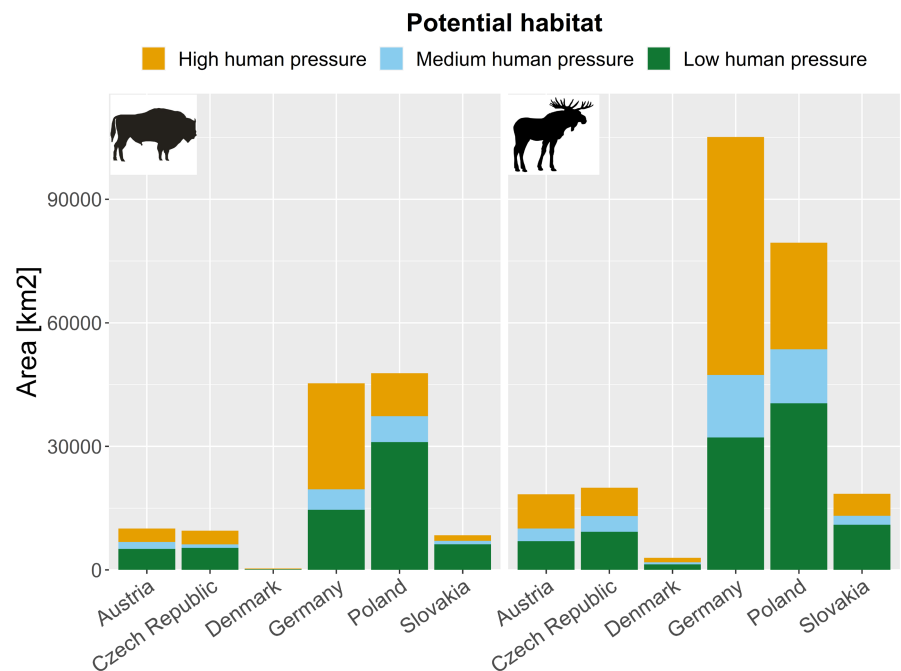 Potential habitat
High human pressure Medium human pressure Low human pressure
Area [km2]
90000
60000
30000
0
Austria Czech Republic Denmark Germany Poland Slovakia Austria Czech Republic Denmark Germany Poland Slovakia